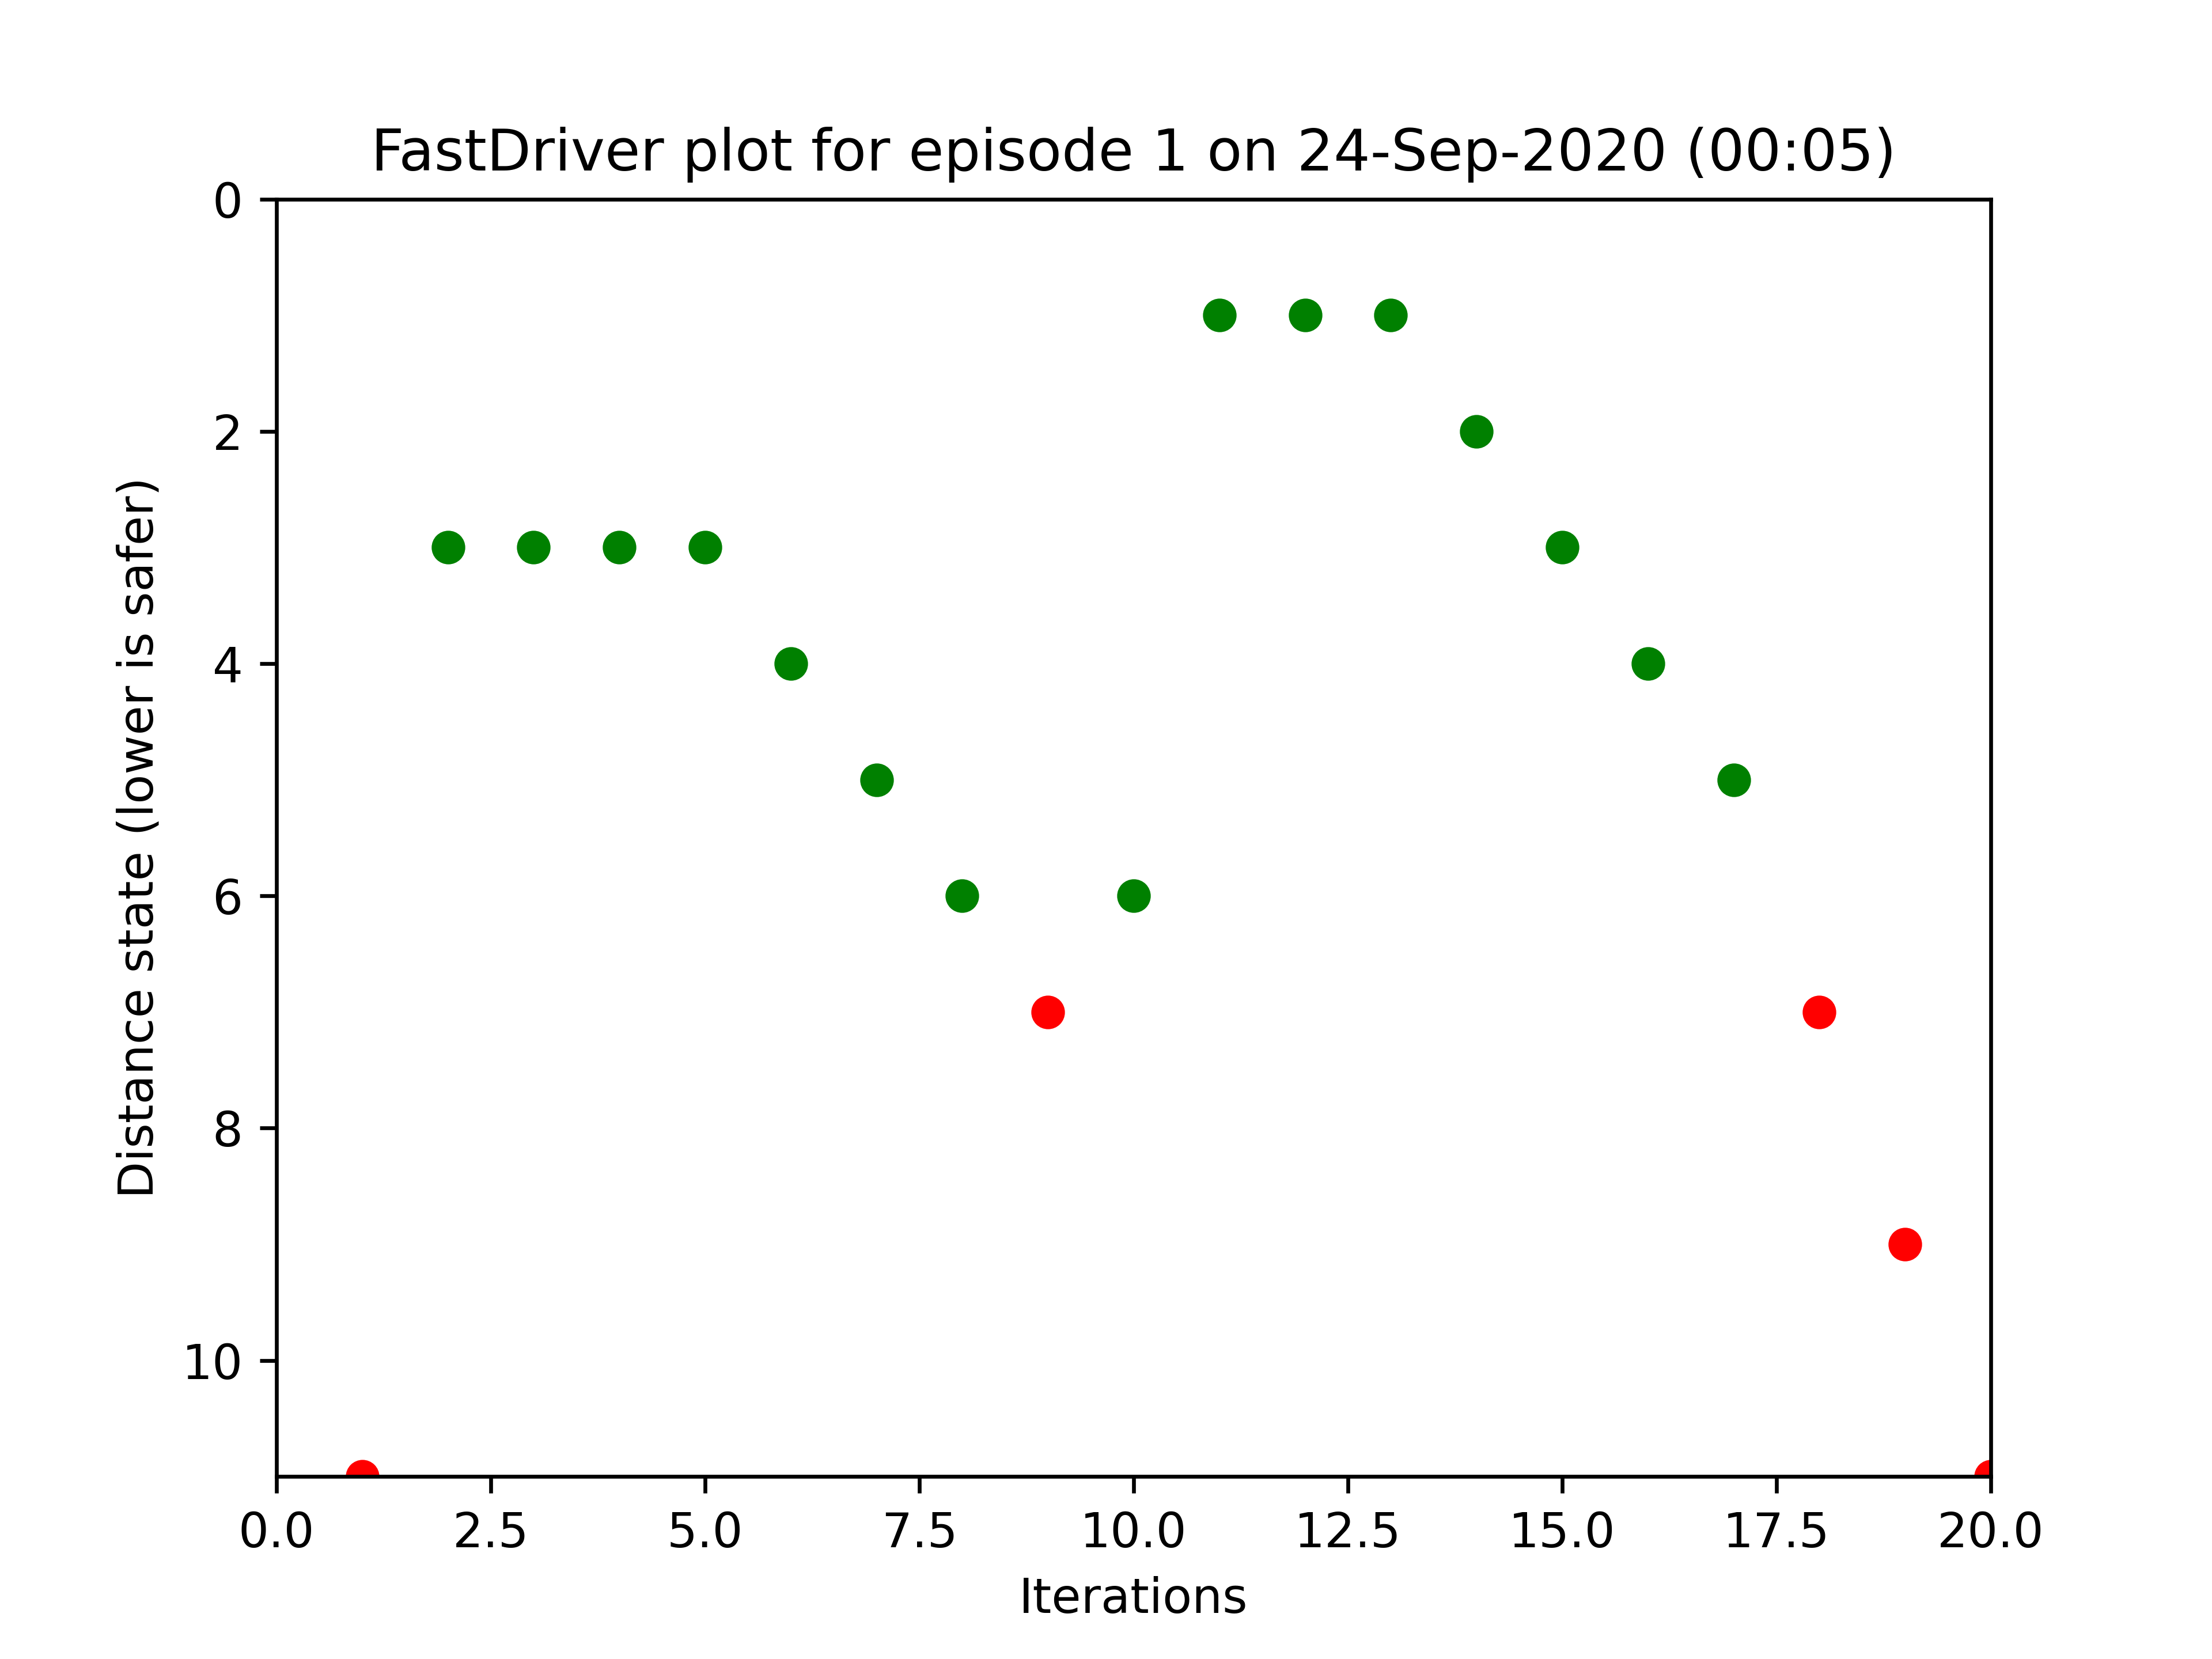 FastDriver plot for episode 1 on 24-Sep-2020 (00:05)
0
2
4
6
8
10
Distance state (lower is safer)
0.0 2.5 5.0 7.5 10.0 12.5 15.0 17.5 20.0
Iterations